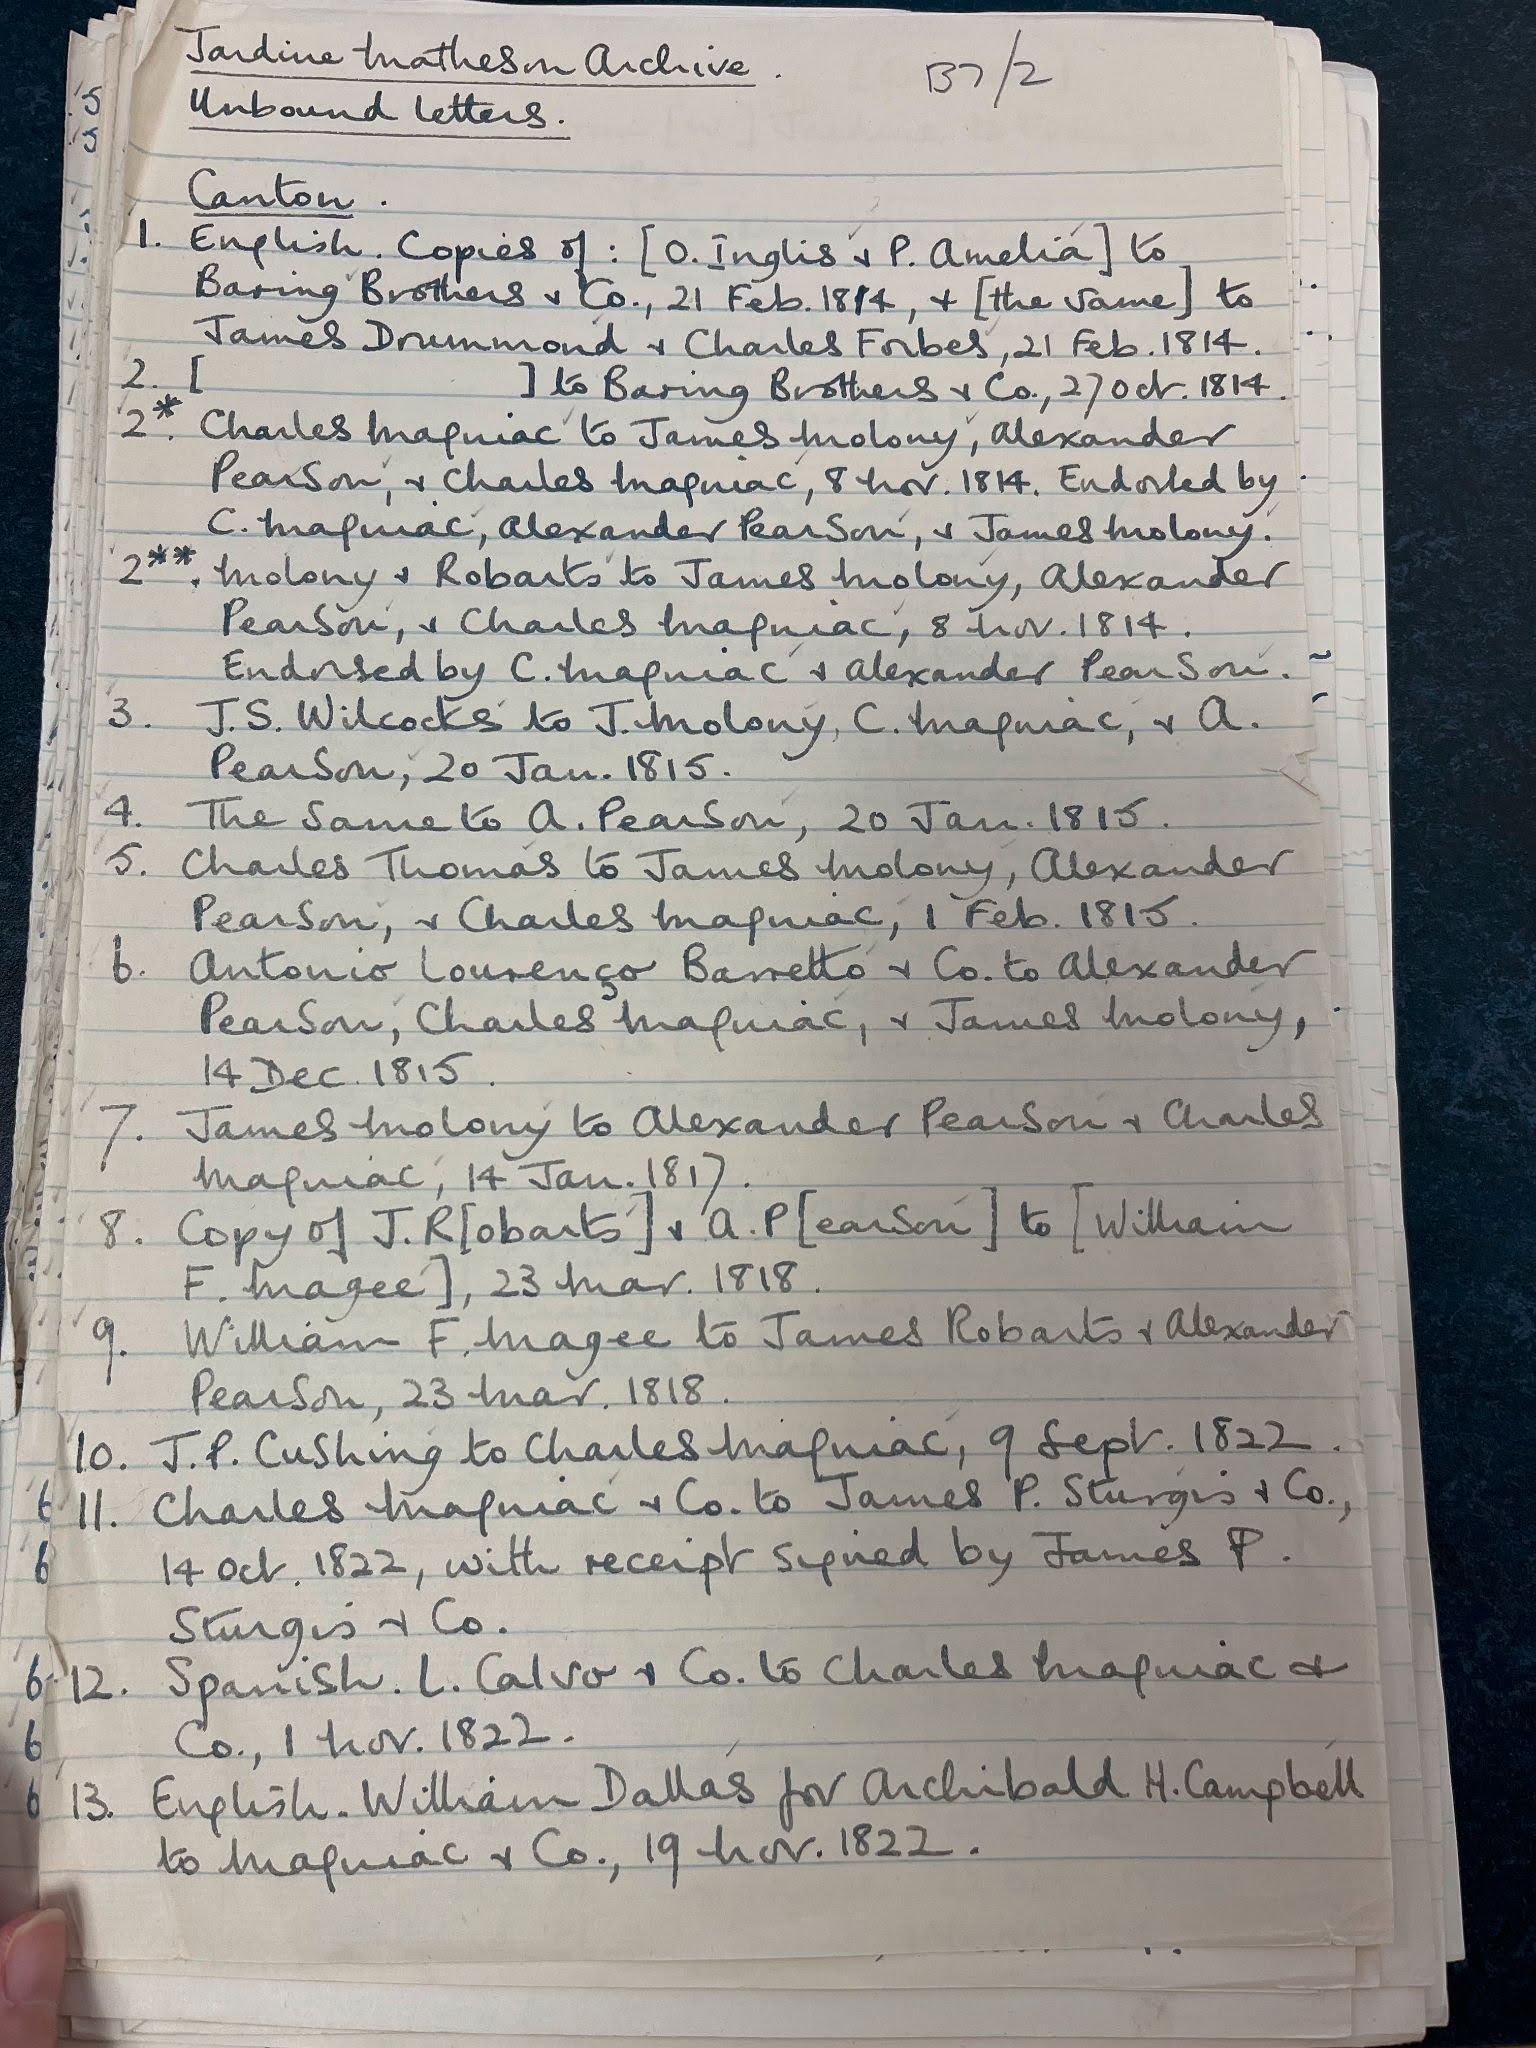 Jardine Matheson Archive. B7/2
Unbound letters.
Canton.
1. English. Copies of: [O. Inglis & P. Amelia] to
Baring Brothers & Co., 21 Feb. 1814, & [the same] to
James Drummond & Charles Forbes, 21 Feb. 1814.
2. [ ] to Baring Brothers & Co., 27 Oct. 1814.
2*. Charles Magniac to James Molony, Alexander
Pearson, & Charles Magniac, 8 Nov. 1814. Endorsed by
C. Magniac, Alexander Pearson, & James Molony.
2**. Molony & Robarts to James Molony, Alexander
Pearson, & Charles Magniac, 8 Nov. 1814.
Endorsed by C. Magniac & Alexander Pearson.
3. J.S. Wilcocks to J. Molony, C. Magniac, & A.
Pearson, 20 Jan. 1815.
4. The same to A. Pearson, 20 Jan. 1815.
5. Charles Thomas to James Molony, Alexander
Pearson, & Charles Magniac, 1 Feb. 1815.
6. Antonio Lourenço Barretto & Co. to Alexander
Pearson, Charles Magniac, & James Molony,
14 Dec. 1815.
7. James Molony to Alexander Pearson & Charles
Magniac, 14 Jan. 1817.
8. Copy of J. R[obarts] & A. P[earson] to [William
F. Magee], 23 Mar. 1818.
9. William F. Magee to James Robarts & Alexander
Pearson, 23 Mar. 1818.
10. J.P. Cushing to Charles Magniac, 9 Sept. 1822.
11. Charles Magniac & Co. to James P. Sturgis & Co.,
14 Oct. 1822, with receipt signed by James P.
Sturgis & Co.
12. Spanish. L. Calvo & Co. to Charles Magniac &
Co., 1 Nov. 1822.
13. English. William Dallas for Archibald H. Campbell
to Magniac & Co., 19 Nov. 1822.